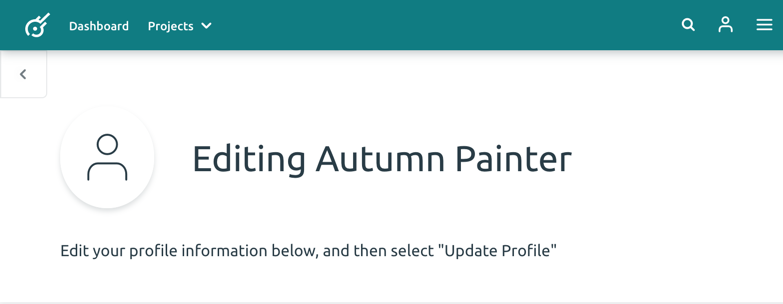 Dashboard Projects
Editing Autumn Painter
Edit your profile information below, and then select "Update Profile"